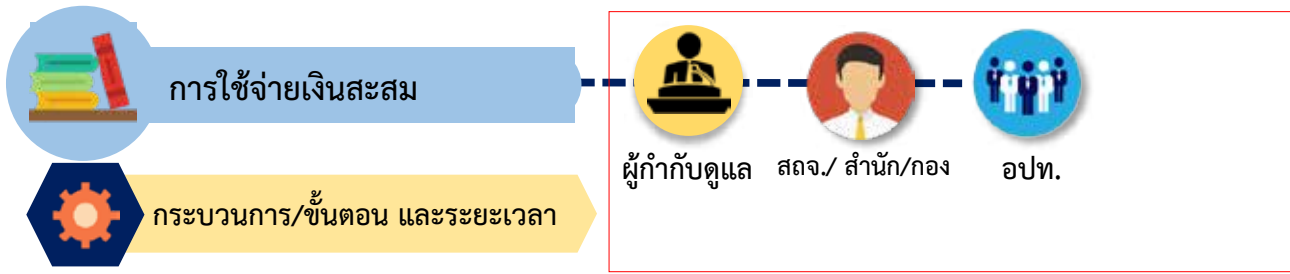 การใช้จ่ายเงินสะสม
ผู้กำกับดูแล
สถจ./ สำนัก/กอง
อปท.
กระบวนการ/ขั้นตอน และระยะเวลา